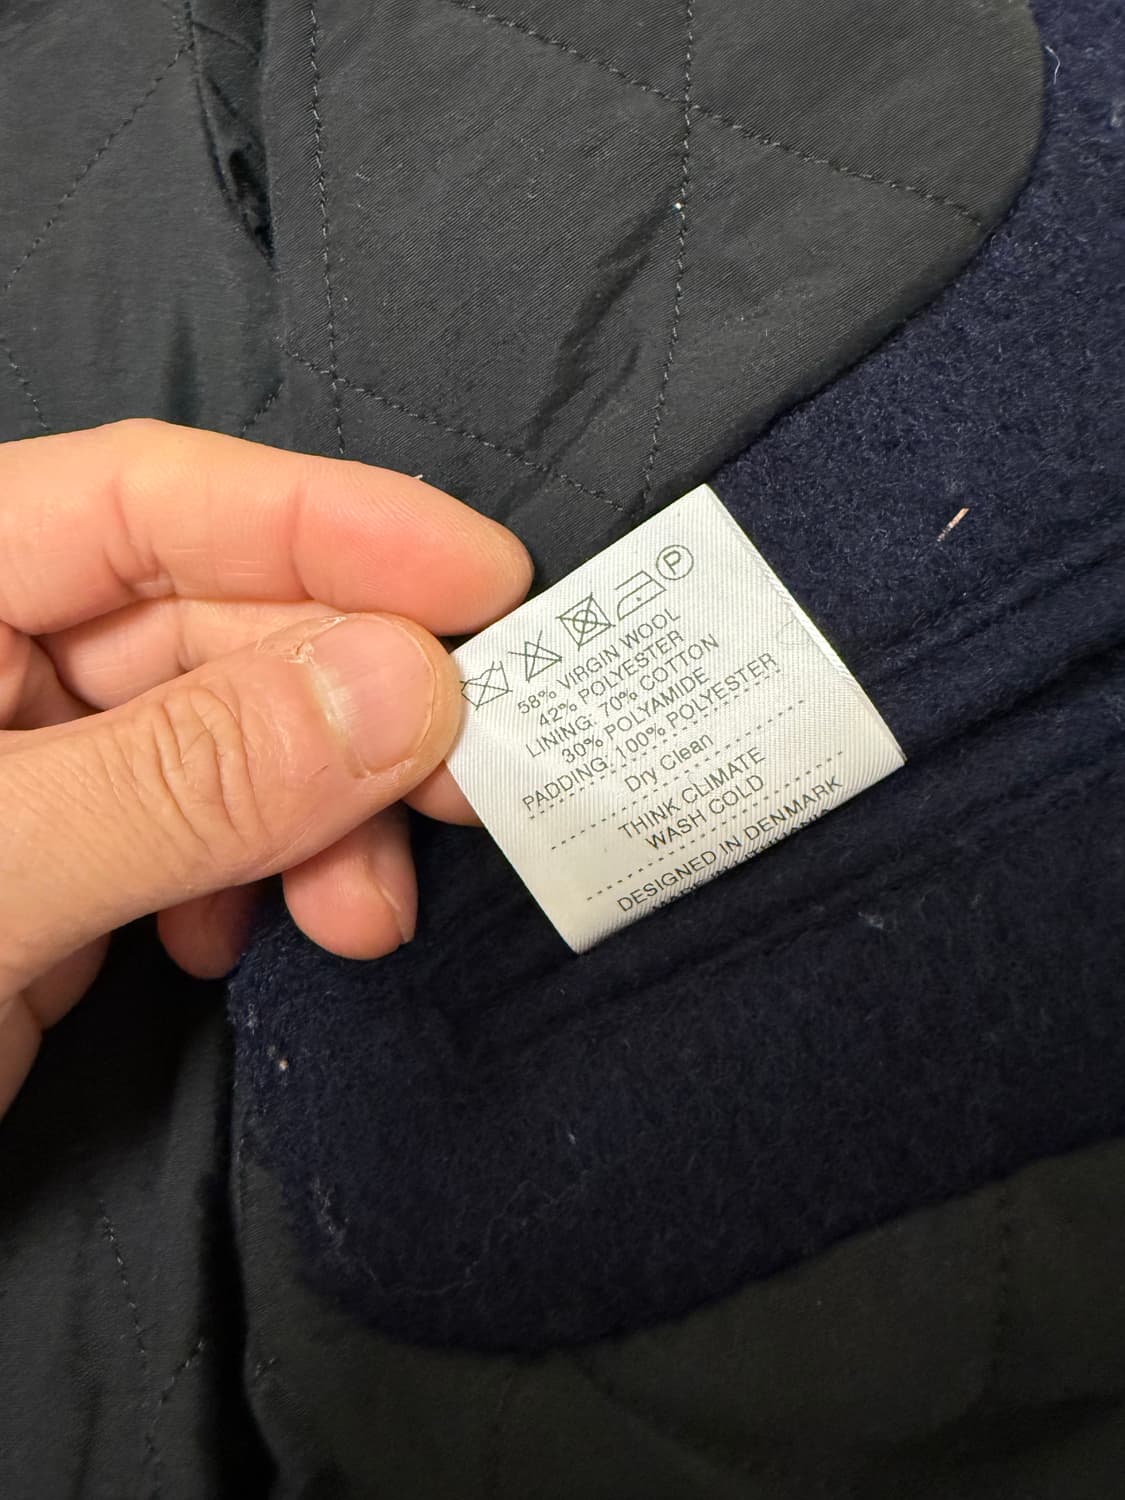 P
58% VIRGIN WOOL
42% POLYESTER
LINING: 70% COTTON
30% POLYAMIDE
PADDING: 100% POLYESTER
Dry Clean
THINK CLIMATE
WASH COLD
DESIGNED IN DENMARK